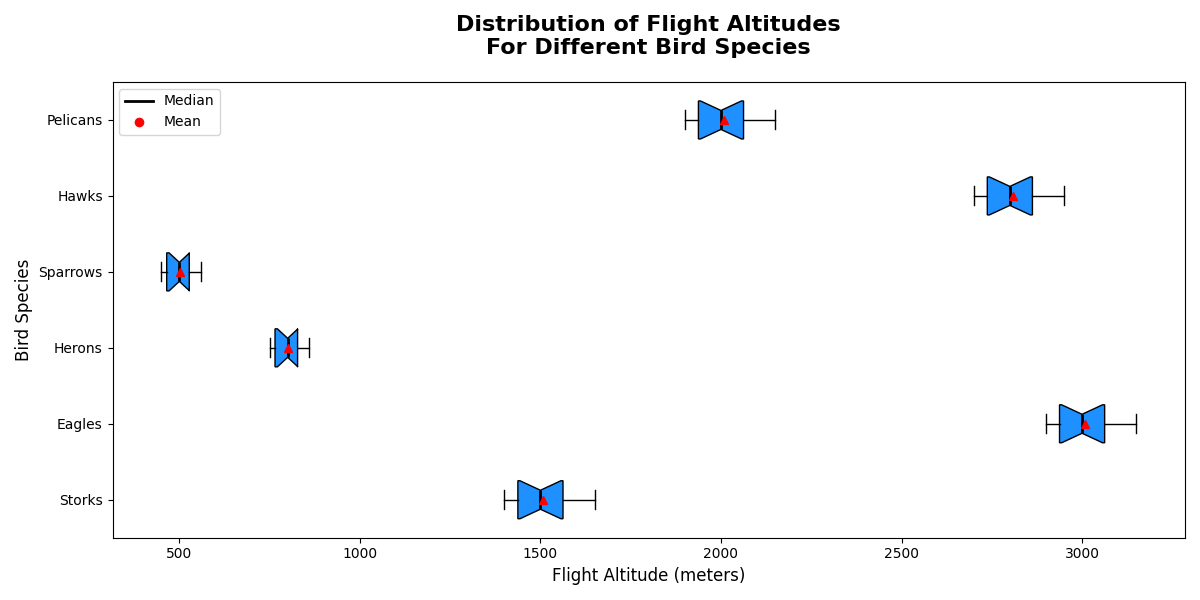 Distribution of Flight Altitudes
For Different Bird Species
Median
Mean
Bird Species
Pelicans
Hawks
Sparrows
Herons
Eagles
Storks
500 1000 1500 2000 2500 3000
Flight Altitude (meters)